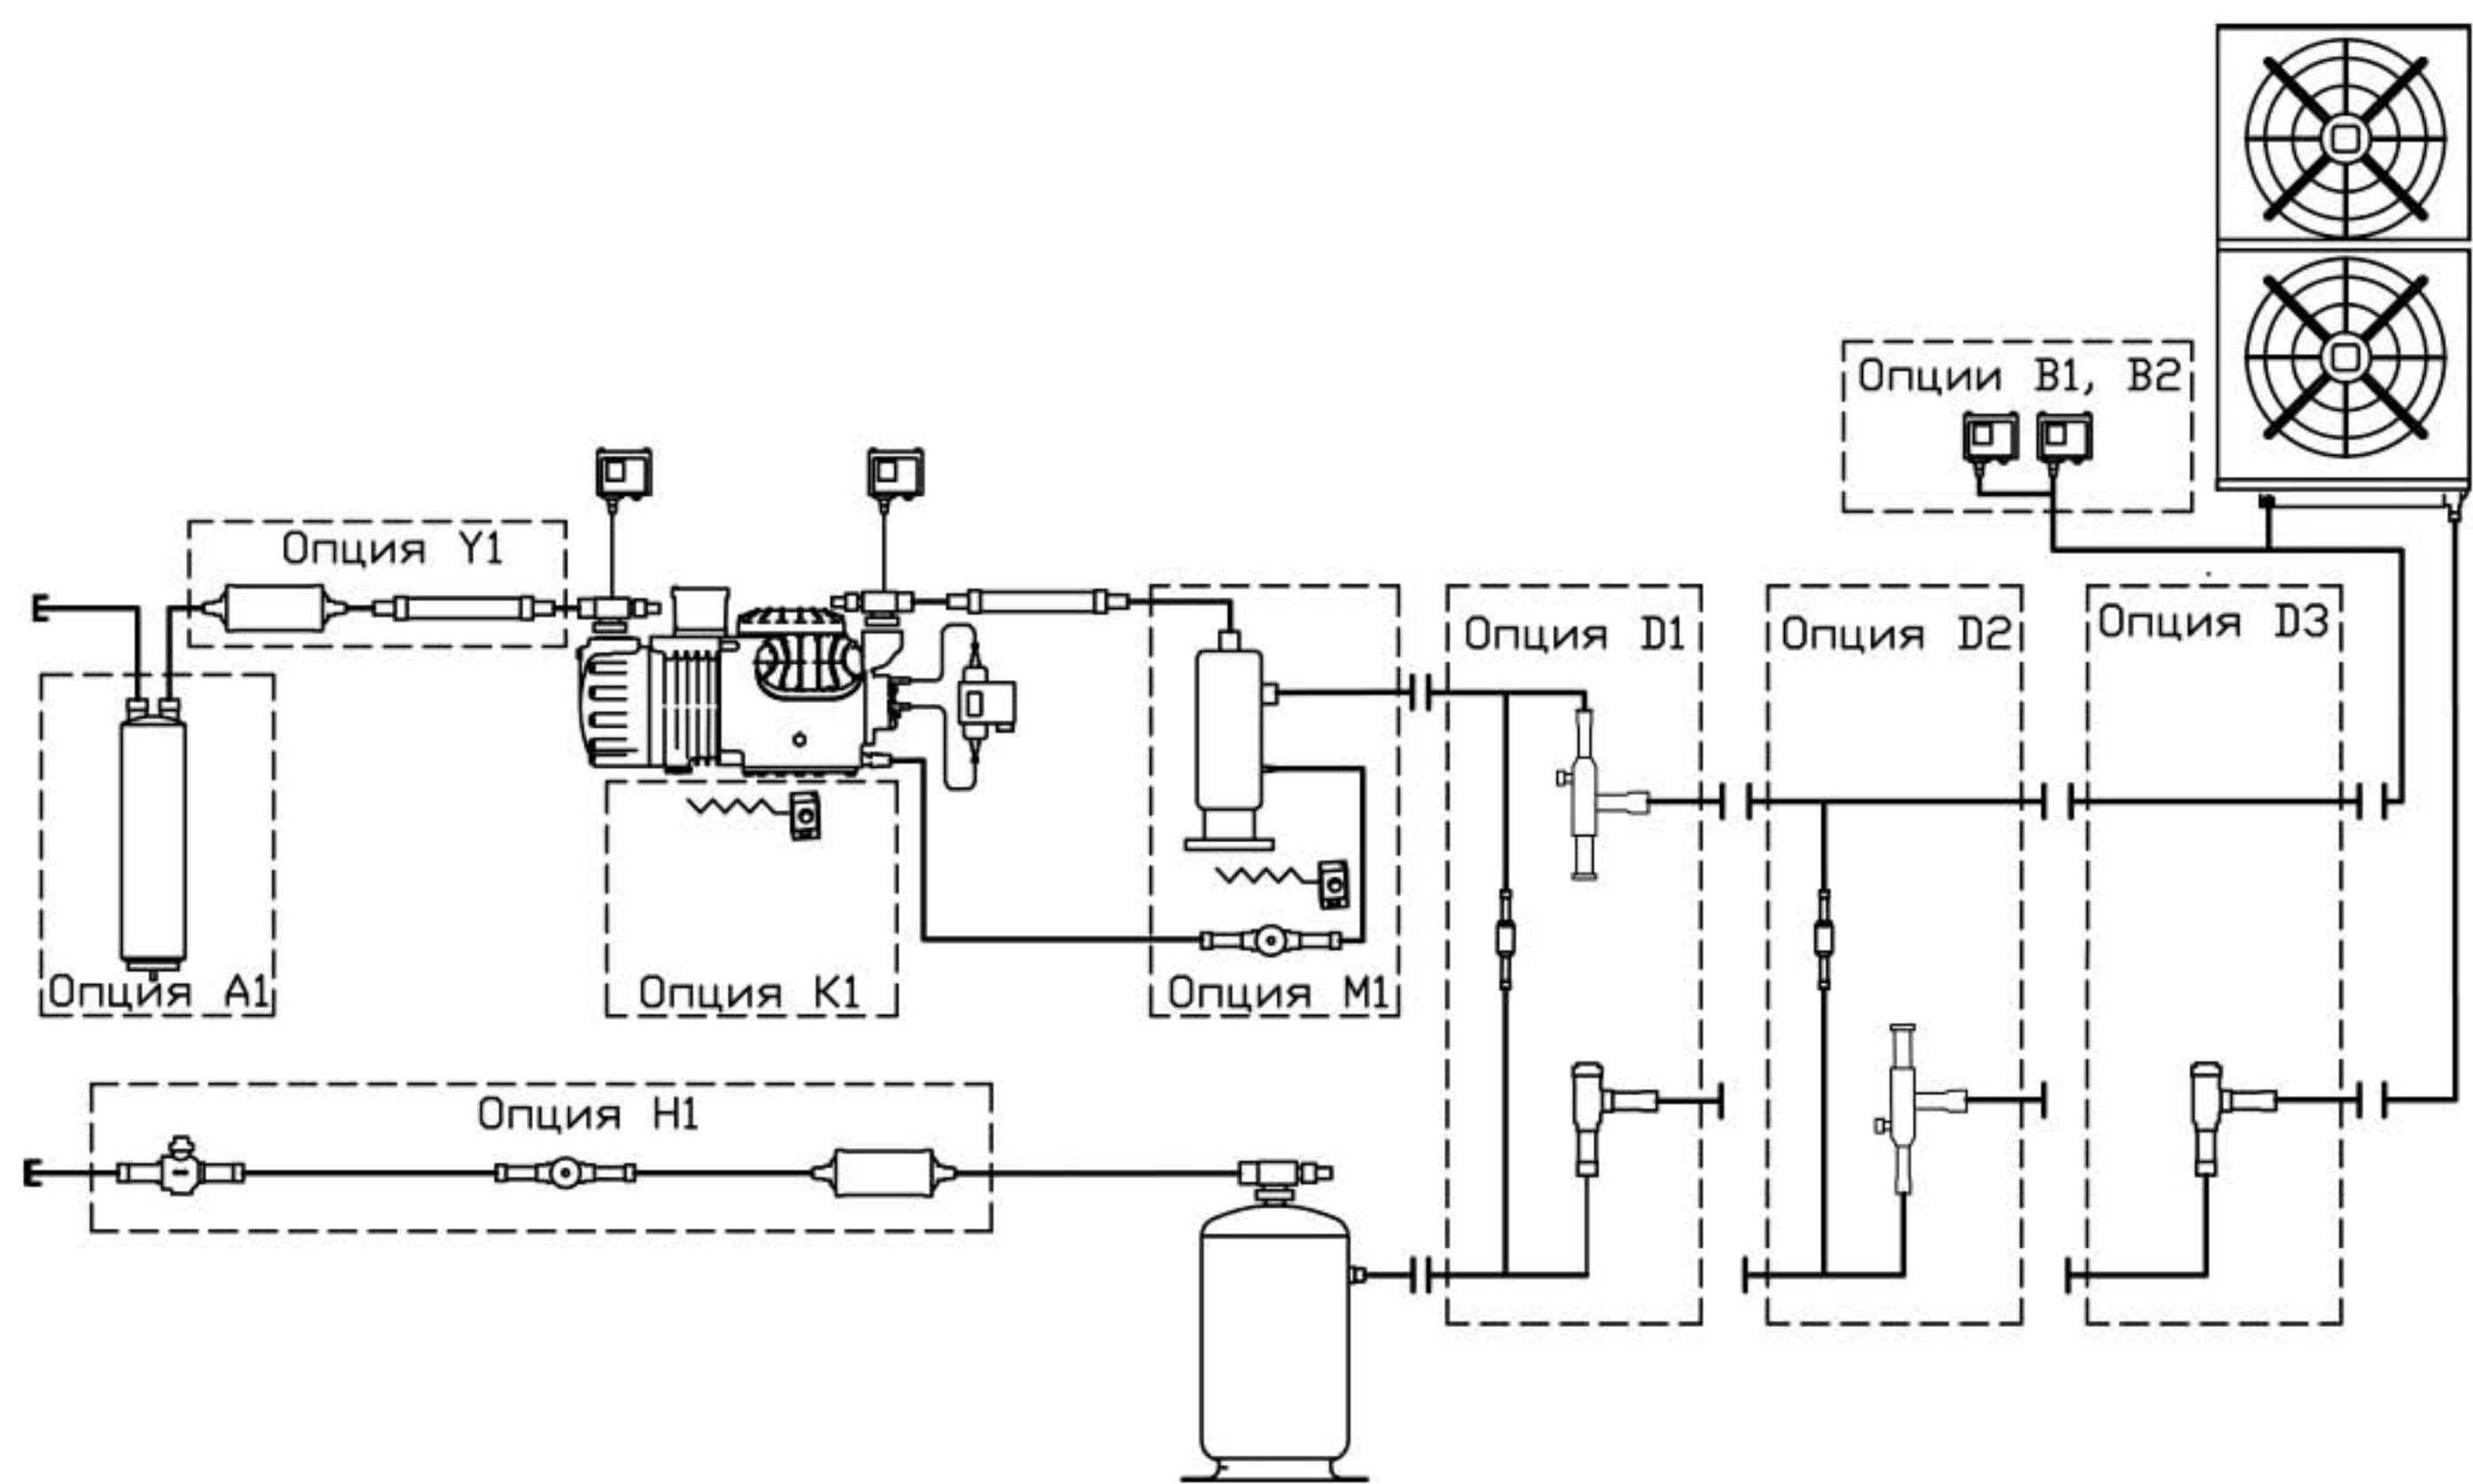 Опции B1, B2
Опция Y1
Опция D1
Опция D2
Опция D3
Опция A1
Опция K1
Опция M1
Опция H1